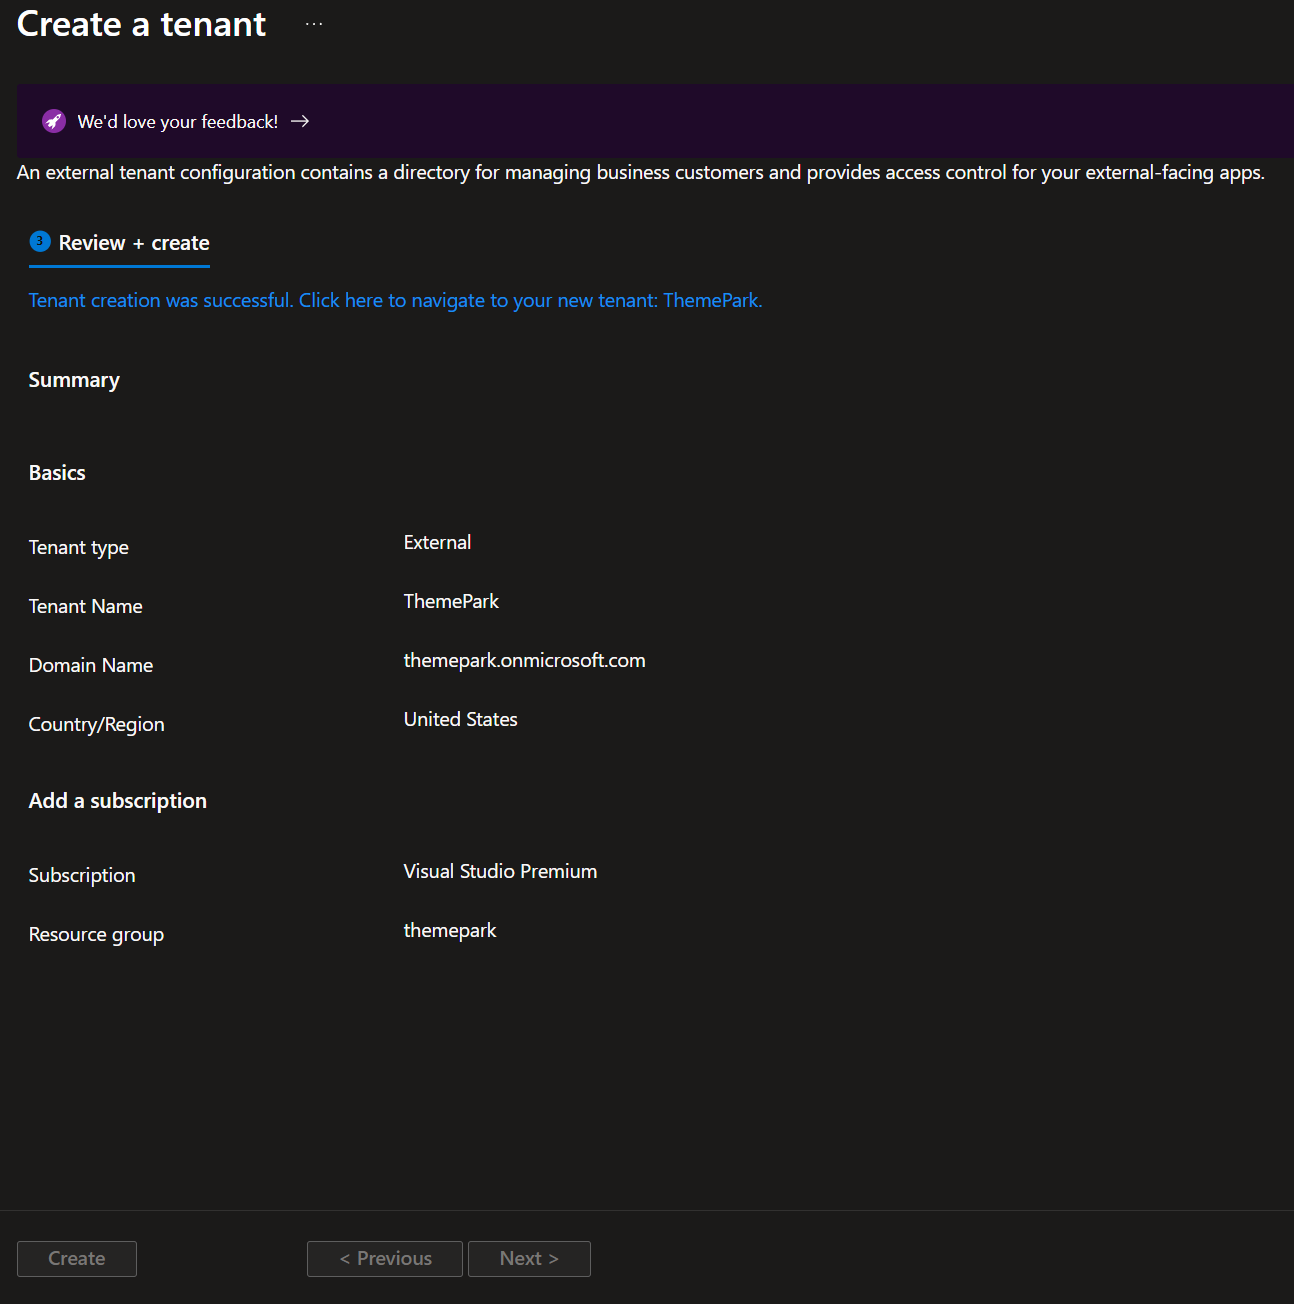 Create a tenant ...
We'd love your feedback! →
An external tenant configuration contains a directory for managing business customers and provides access control for your external-facing apps.
3 Review + create
Tenant creation was successful. Click here to navigate to your new tenant: ThemePark.
Summary
Basics
Tenant type External
Tenant Name ThemePark
Domain Name themepark.onmicrosoft.com
Country/Region United States
Add a subscription
Subscription Visual Studio Premium
Resource group themepark
Create < Previous Next >